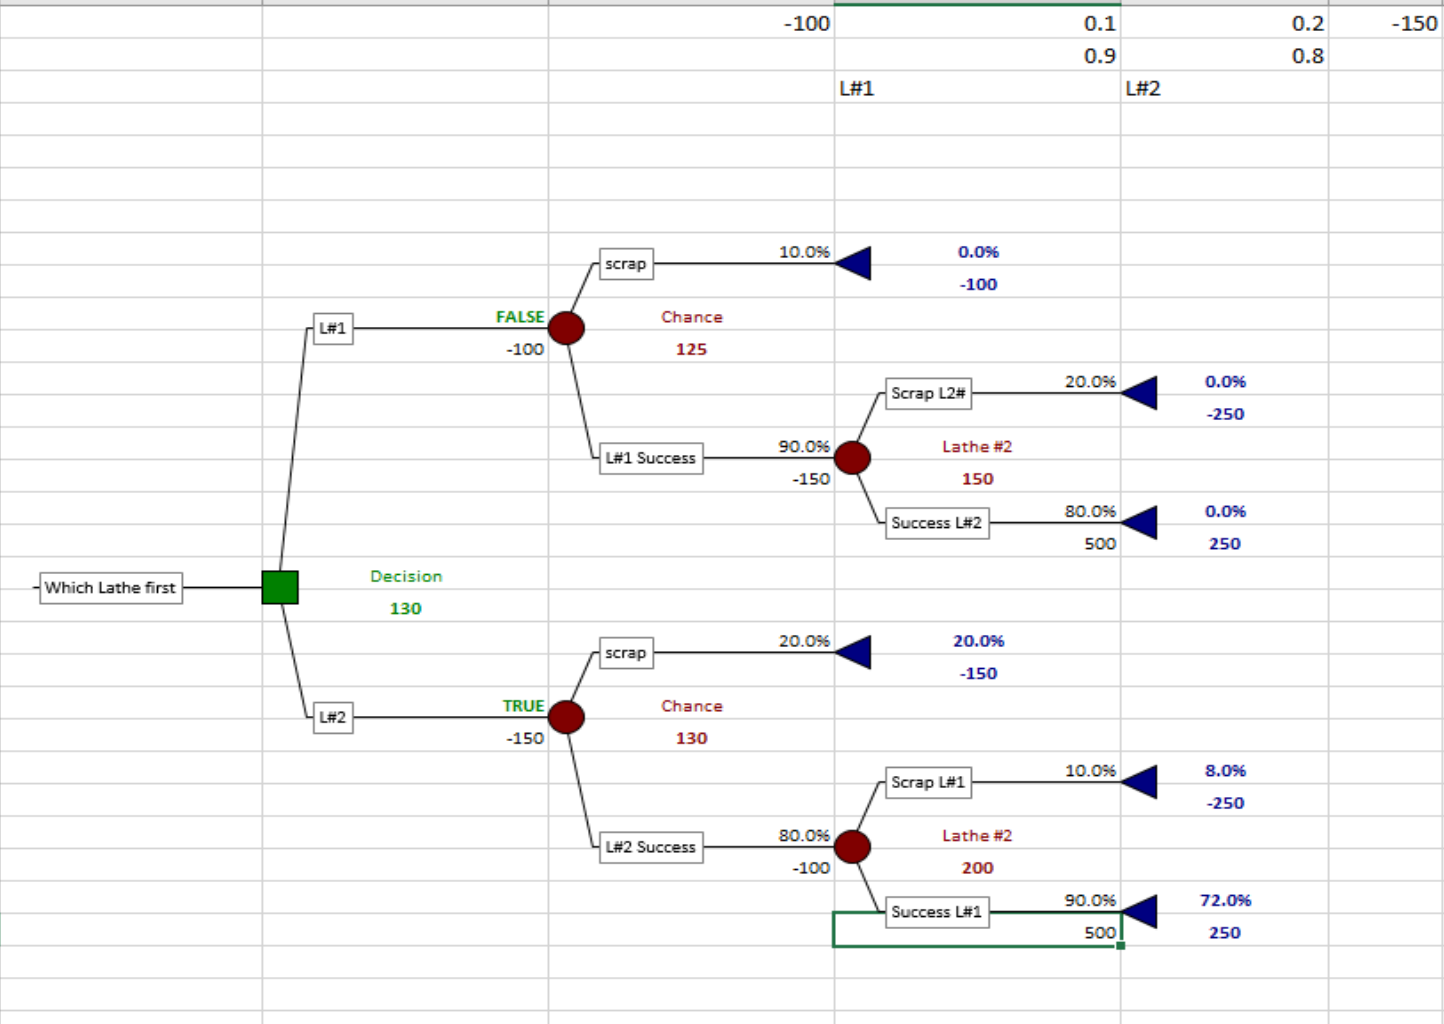 -100 0.1 0.2 -150
0.9 0.8
L#1 L#2
10.0% 0.0%
scrap
-100
FALSE Chance
L#1
-100 125
20.0% 0.0%
Scrap L2#
-250
90.0% Lathe #2
L#1 Success
-150 150
80.0% 0.0%
Success L#2
500 250
Decision
Which Lathe first
130
20.0% 20.0%
scrap
-150
TRUE Chance
L#2
-150 130
10.0% 8.0%
Scrap L#1
-250
80.0% Lathe #2
L#2 Success
-100 200
90.0% 72.0%
Success L#1
500 250